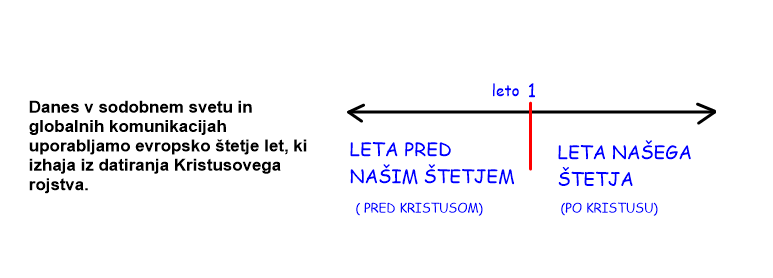 Danes v sodobnem svetu in
globalnih komunikacijah
uporabljamo evropsko štetje let, ki
izhaja iz datiranja Kristusovega
rojstva.
leto 1
LETA PRED
NAŠIM ŠTETJEM
( PRED KRISTUSOM)
LETA NAŠEGA
ŠTETJA
(PO KRISTUSU)